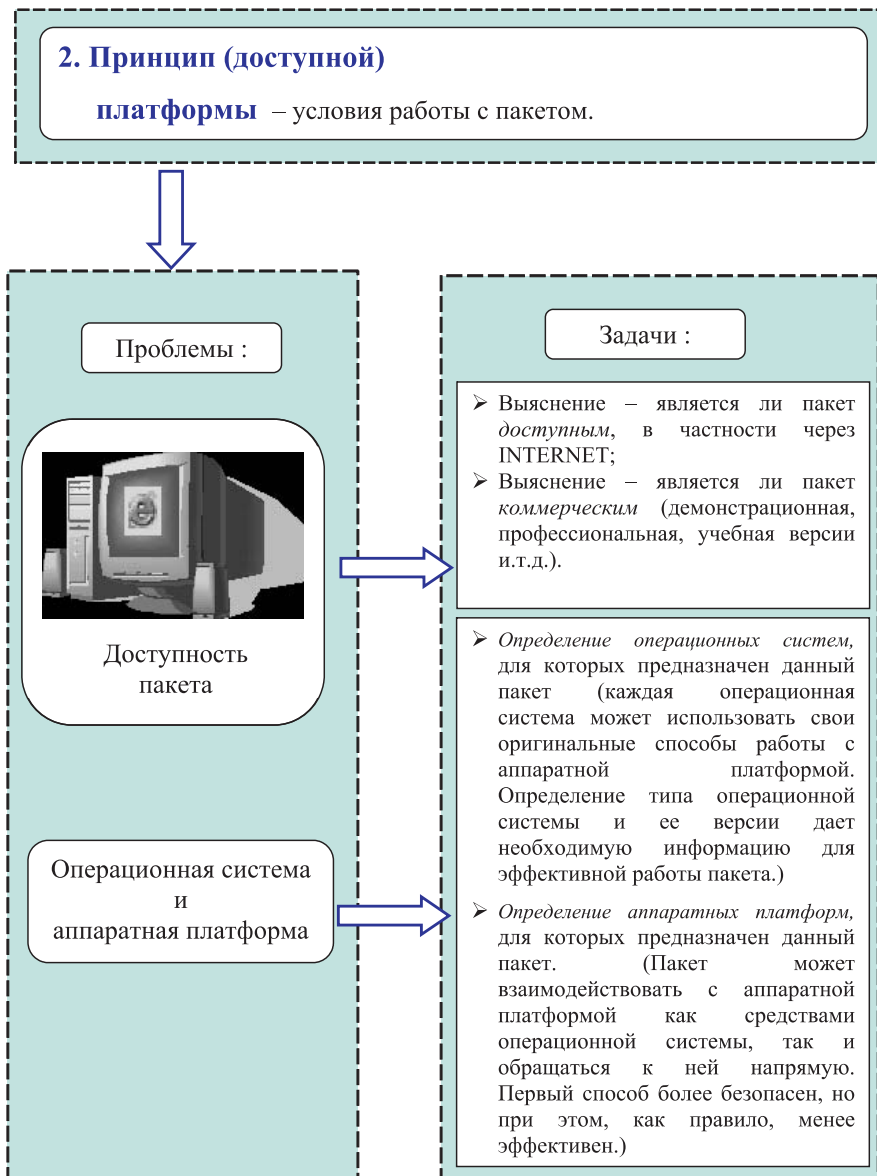 2. Принцип (доступной)
платформы – условия работы с пакетом.
Проблемы :
Доступность
пакета
Операционная система
и
аппаратная платформа
Задачи :
➢ Выяснение – является ли пакет
доступным, в частности через
INTERNET;
➢ Выяснение – является ли пакет
коммерческим (демонстрационная,
профессиональная, учебная версии
и.т.д.).
➢ Определение операционных систем,
для которых предназначен данный
пакет (каждая операционная
система может использовать свои
оригинальные способы работы с
аппаратной платформой.
Определение типа операционной
системы и ее версии дает
необходимую информацию для
эффективной работы пакета.)
➢ Определение аппаратных платформ,
для которых предназначен данный
пакет. (Пакет может
взаимодействовать с аппаратной
платформой как средствами
операционной системы, так и
обращаться к ней напрямую.
Первый способ более безопасен, но
при этом, как правило, менее
эффективен.)